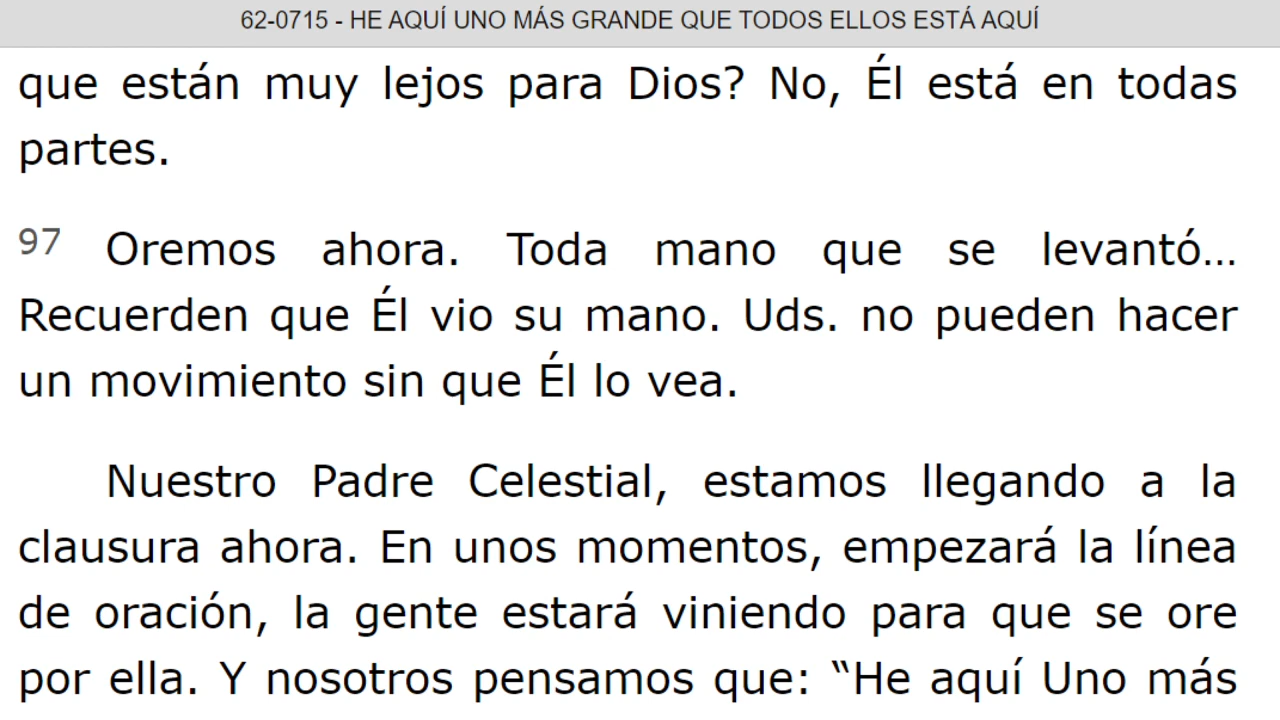 62-0715 - HE AQUÍ UNO MÁS GRANDE QUE TODOS ELLOS ESTÁ AQUÍ
que están muy lejos para Dios? No, Él está en todas
partes.
97 Oremos ahora. Toda mano que se levantó...
Recuerden que Él vio su mano. Uds. no pueden hacer
un movimiento sin que Él lo vea.
Nuestro Padre Celestial, estamos llegando a la
clausura ahora. En unos momentos, empezará la línea
de oración, la gente estará viniendo para que se ore
por ella. Y nosotros pensamos que: “He aquí Uno más